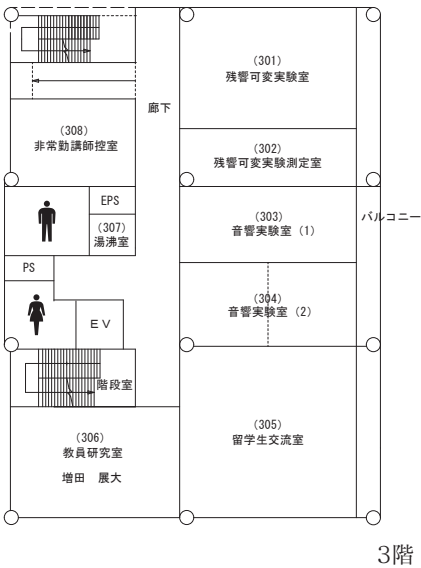 (301)
残響可変実験室
廊下
(308)
非常勤講師控室
(302)
残響可変実験測定室
EPS
(307)
湯沸室
(303)
音響実験室（1）
バルコニー
PS
EV
(304)
音響実験室（2）
階段室
(306)
教員研究室
増田　展大
(305)
留学生交流室
3階